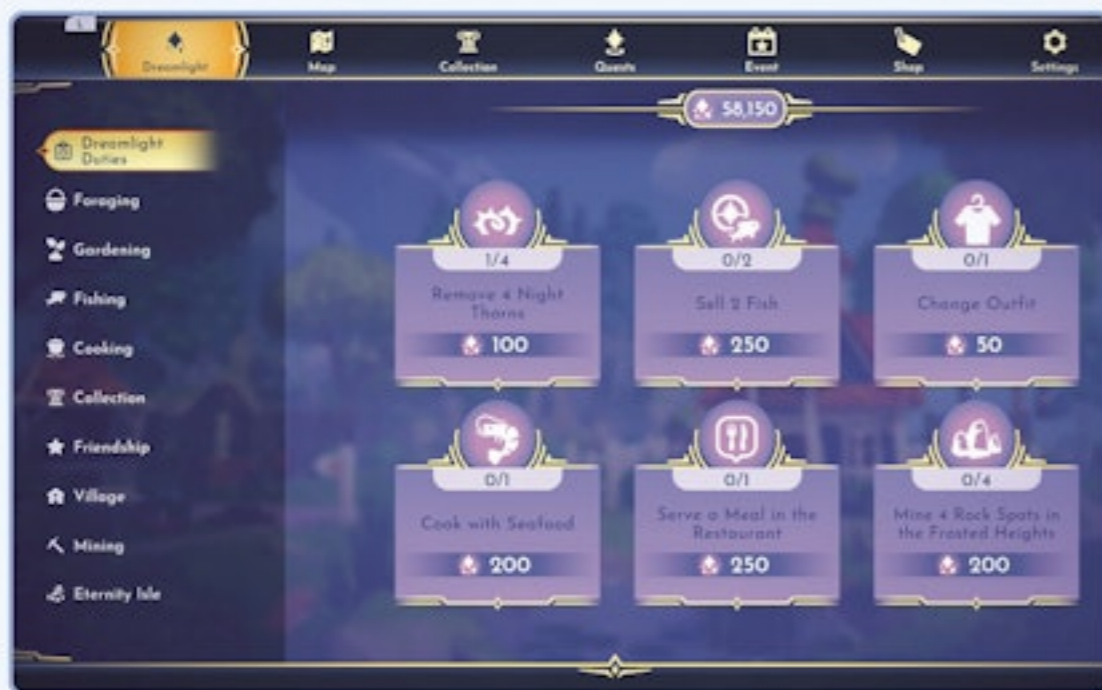 L
Dreamlight
Map
Collection
Quests
Event
Shop
Settings
58,150
Dreamlight
Duties
Foraging
Gardening
Fishing
Cooking
Collection
Friendship
Village
Mining
Eternity Isle
1/4
Remove 4 Night
Thorns
100
0/2
Sell 2 Fish
250
0/1
Change Outfit
50
0/1
Cook with Seafood
200
0/1
Serve a Meal in the
Restaurant
250
0/4
Mine 4 Rock Spots in
the Frosted Heights
200